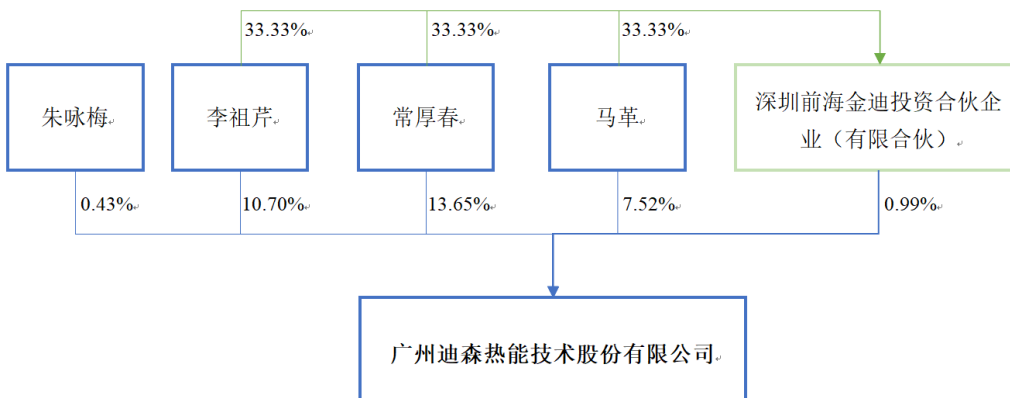 33.33%
33.33%
33.33%
朱咏梅
李祖芹
常厚春
马革
深圳前海金迪投资合伙企
业（有限合伙）
0.43%
10.70%
13.65%
7.52%
0.99%
广州迪森热能技术股份有限公司